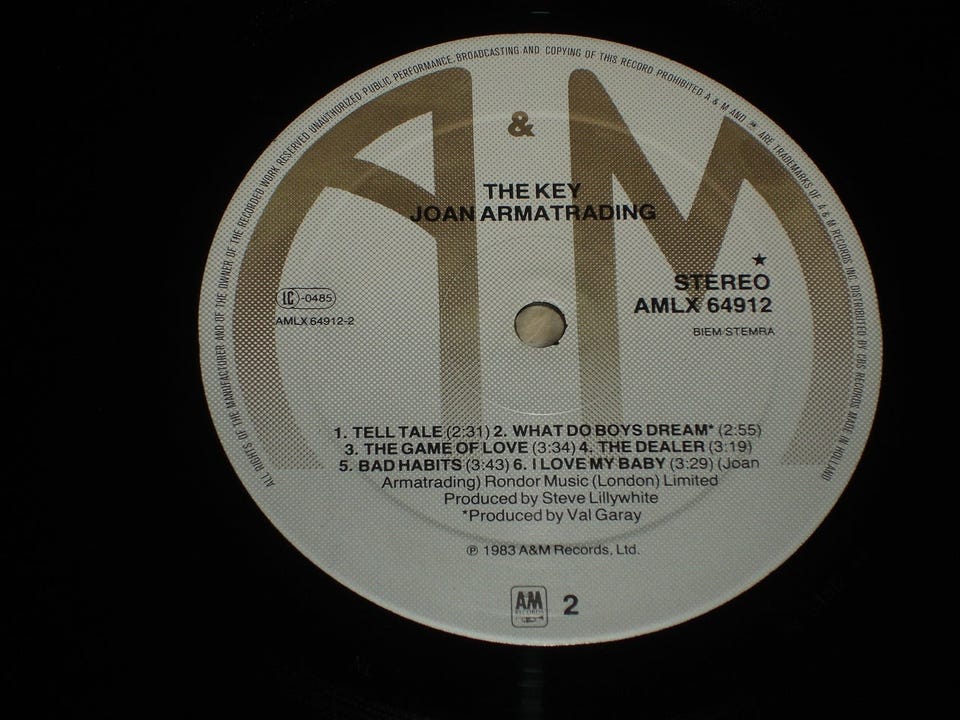 ALL RIGHTS OF THE MANUFACTURER AND OF THE OWNER OF THE RECORDED WORK RESERVED UNAUTHORIZED PUBLIC PERFORMANCE, BROADCASTING AND COPYING OF THIS RECORD PROHIBITED A & M AND ★ ARE TRADEMARKS OF A & M RECORDS INC. DISTRIBUTED BY CBS RECORDS MADE IN HOLLAND
A & M
THE KEY
JOAN ARMATRADING
★
STEREO
AMLX 64912
BIEM/STEMRA
LC -0485
AMLX 64912-2
1. TELL TALE (2:31) 2. WHAT DO BOYS DREAM* (2:55)
3. THE GAME OF LOVE (3:34) 4. THE DEALER (3:19)
5. BAD HABITS (3:43) 6. I LOVE MY BABY (3:29) (Joan
Armatrading) Rondor Music (London) Limited
Produced by Steve Lillywhite
*Produced by Val Garay
℗ 1983 A&M Records, Ltd.
AM
RECORDS
2